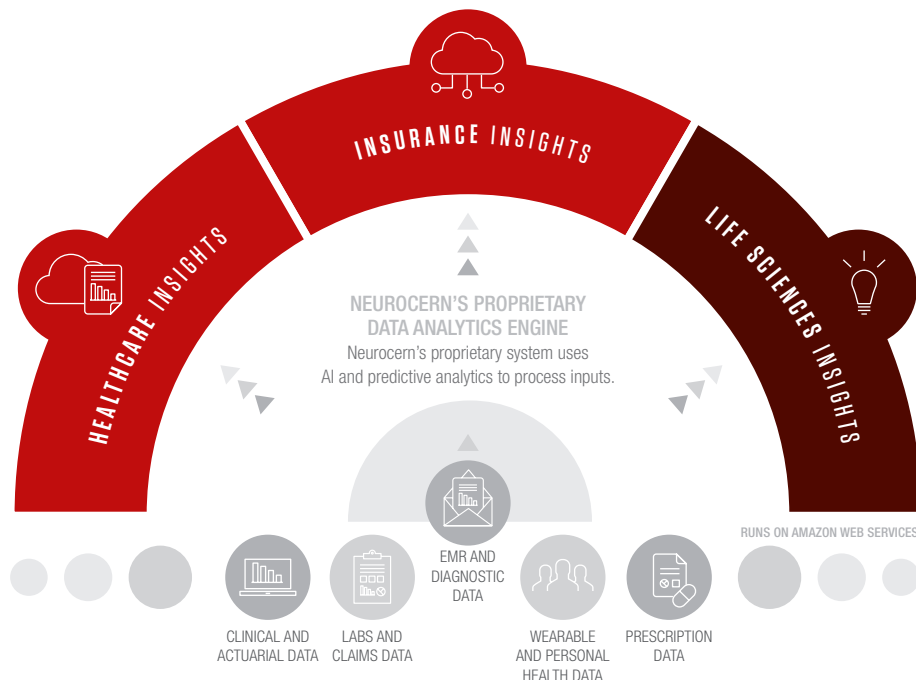 INSURANCE INSIGHTS
HEALTHCARE INSIGHTS
LIFE SCIENCES INSIGHTS
NEUROCERN'S PROPRIETARY
DATA ANALYTICS ENGINE
Neurocern's proprietary system uses
AI and predictive analytics to process inputs.
RUNS ON AMAZON WEB SERVICES
CLINICAL AND
ACTUARIAL DATA
LABS AND
CLAIMS DATA
EMR AND
DIAGNOSTIC
DATA
WEARABLE
AND PERSONAL
HEALTH DATA
PRESCRIPTION
DATA